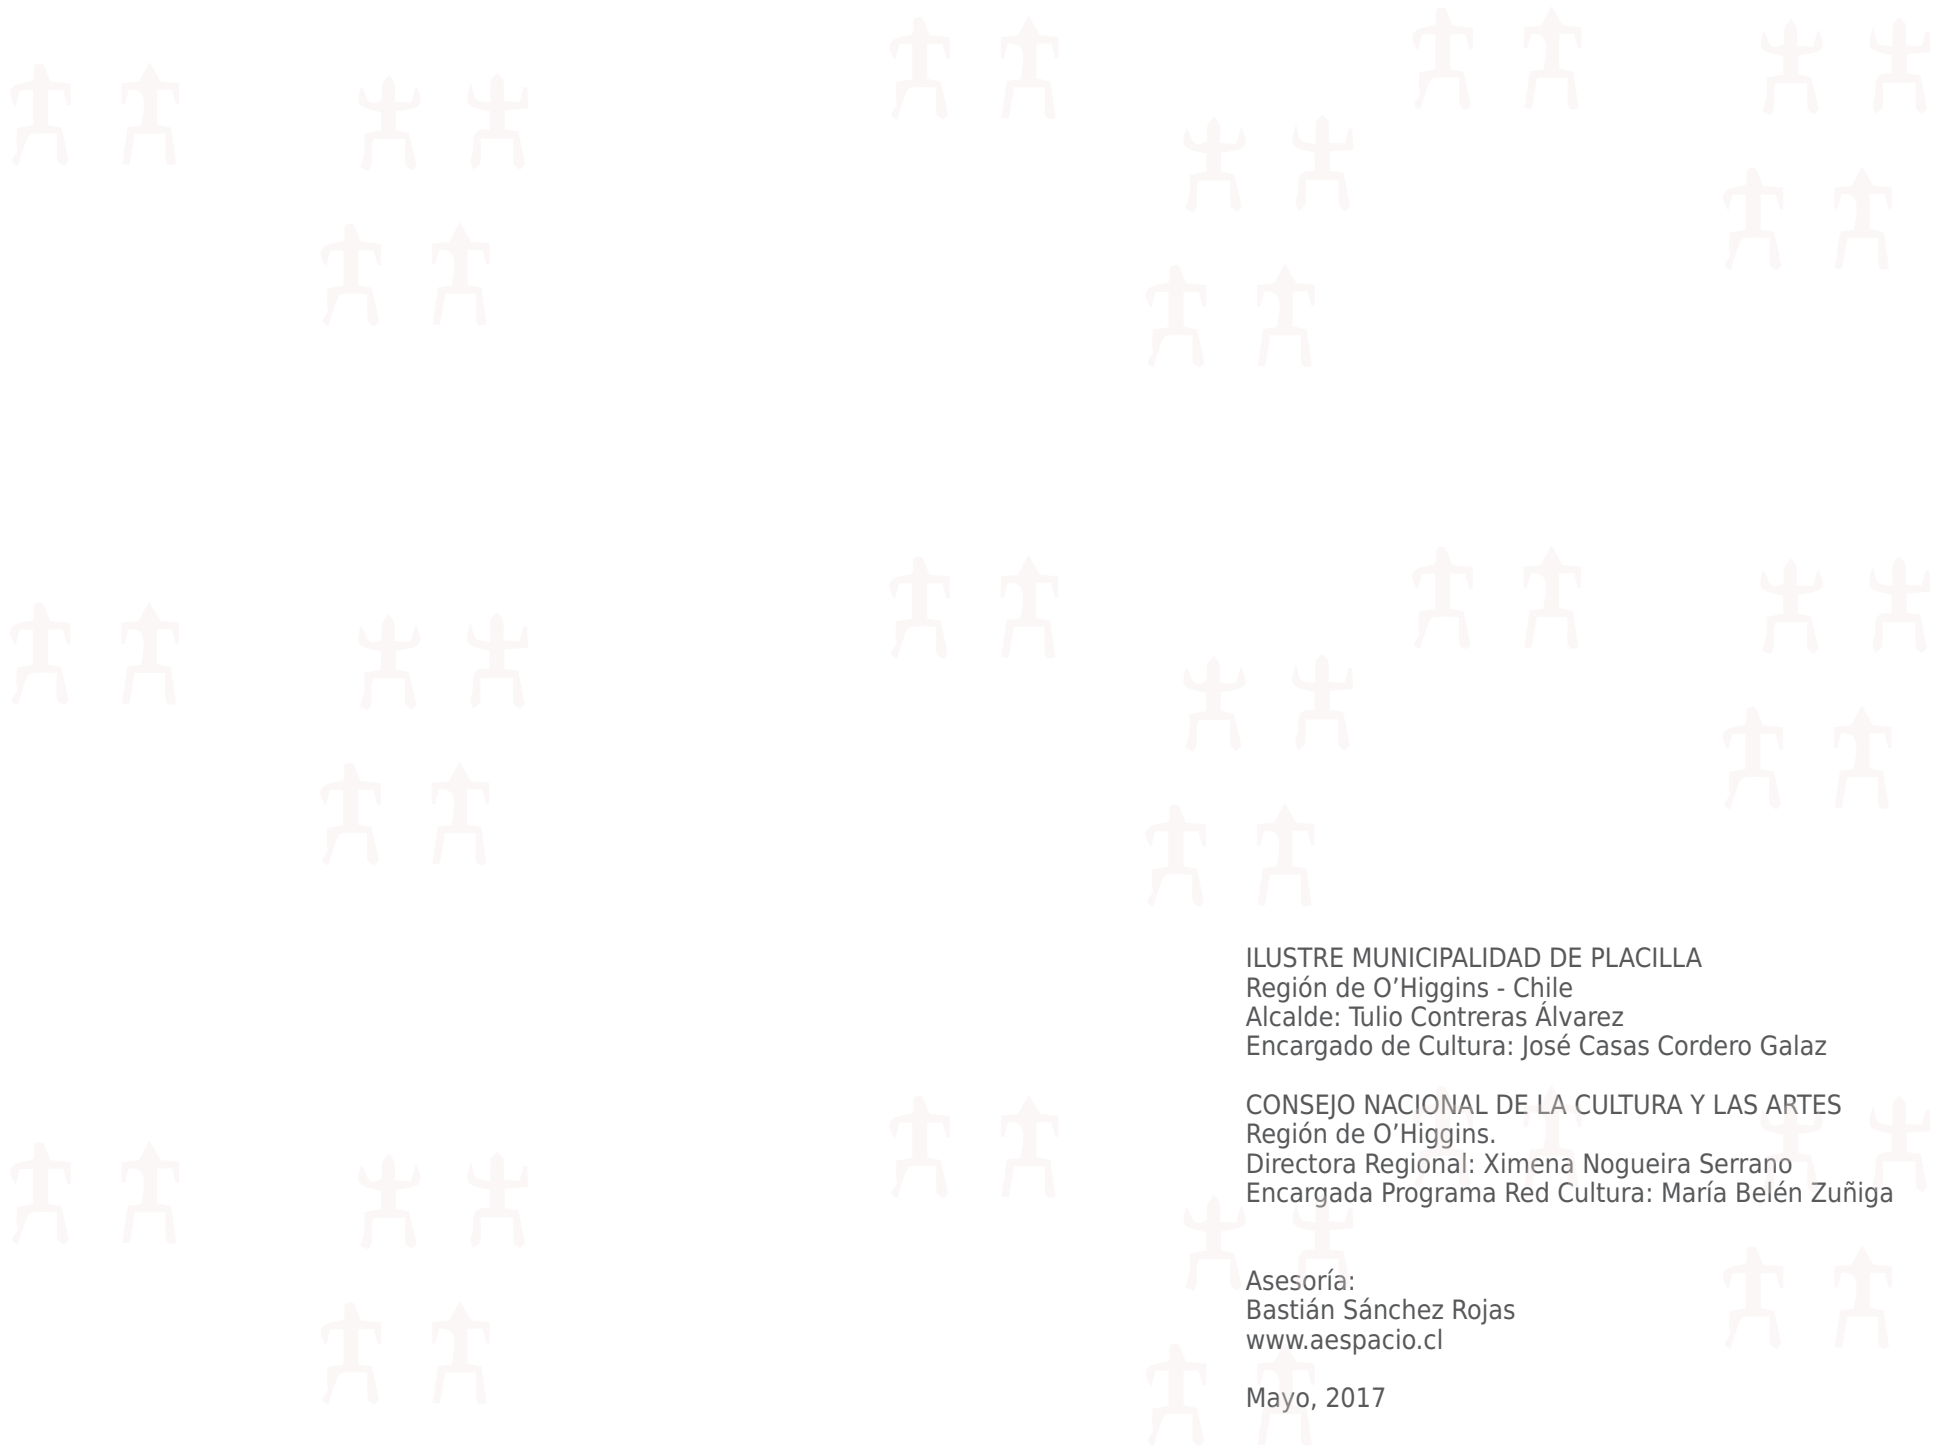 ILUSTRE MUNICIPALIDAD DE PLACILLA
Región de O’Higgins - Chile
Alcalde: Tulio Contreras Álvarez
Encargado de Cultura: José Casas Cordero Galaz
CONSEJO NACIONAL DE LA CULTURA Y LAS ARTES
Región de O’Higgins.
Directora Regional: Ximena Nogueira Serrano
Encargada Programa Red Cultura: María Belén Zuñiga
Asesoría:
Bastián Sánchez Rojas
www.aespacio.cl
Mayo, 2017